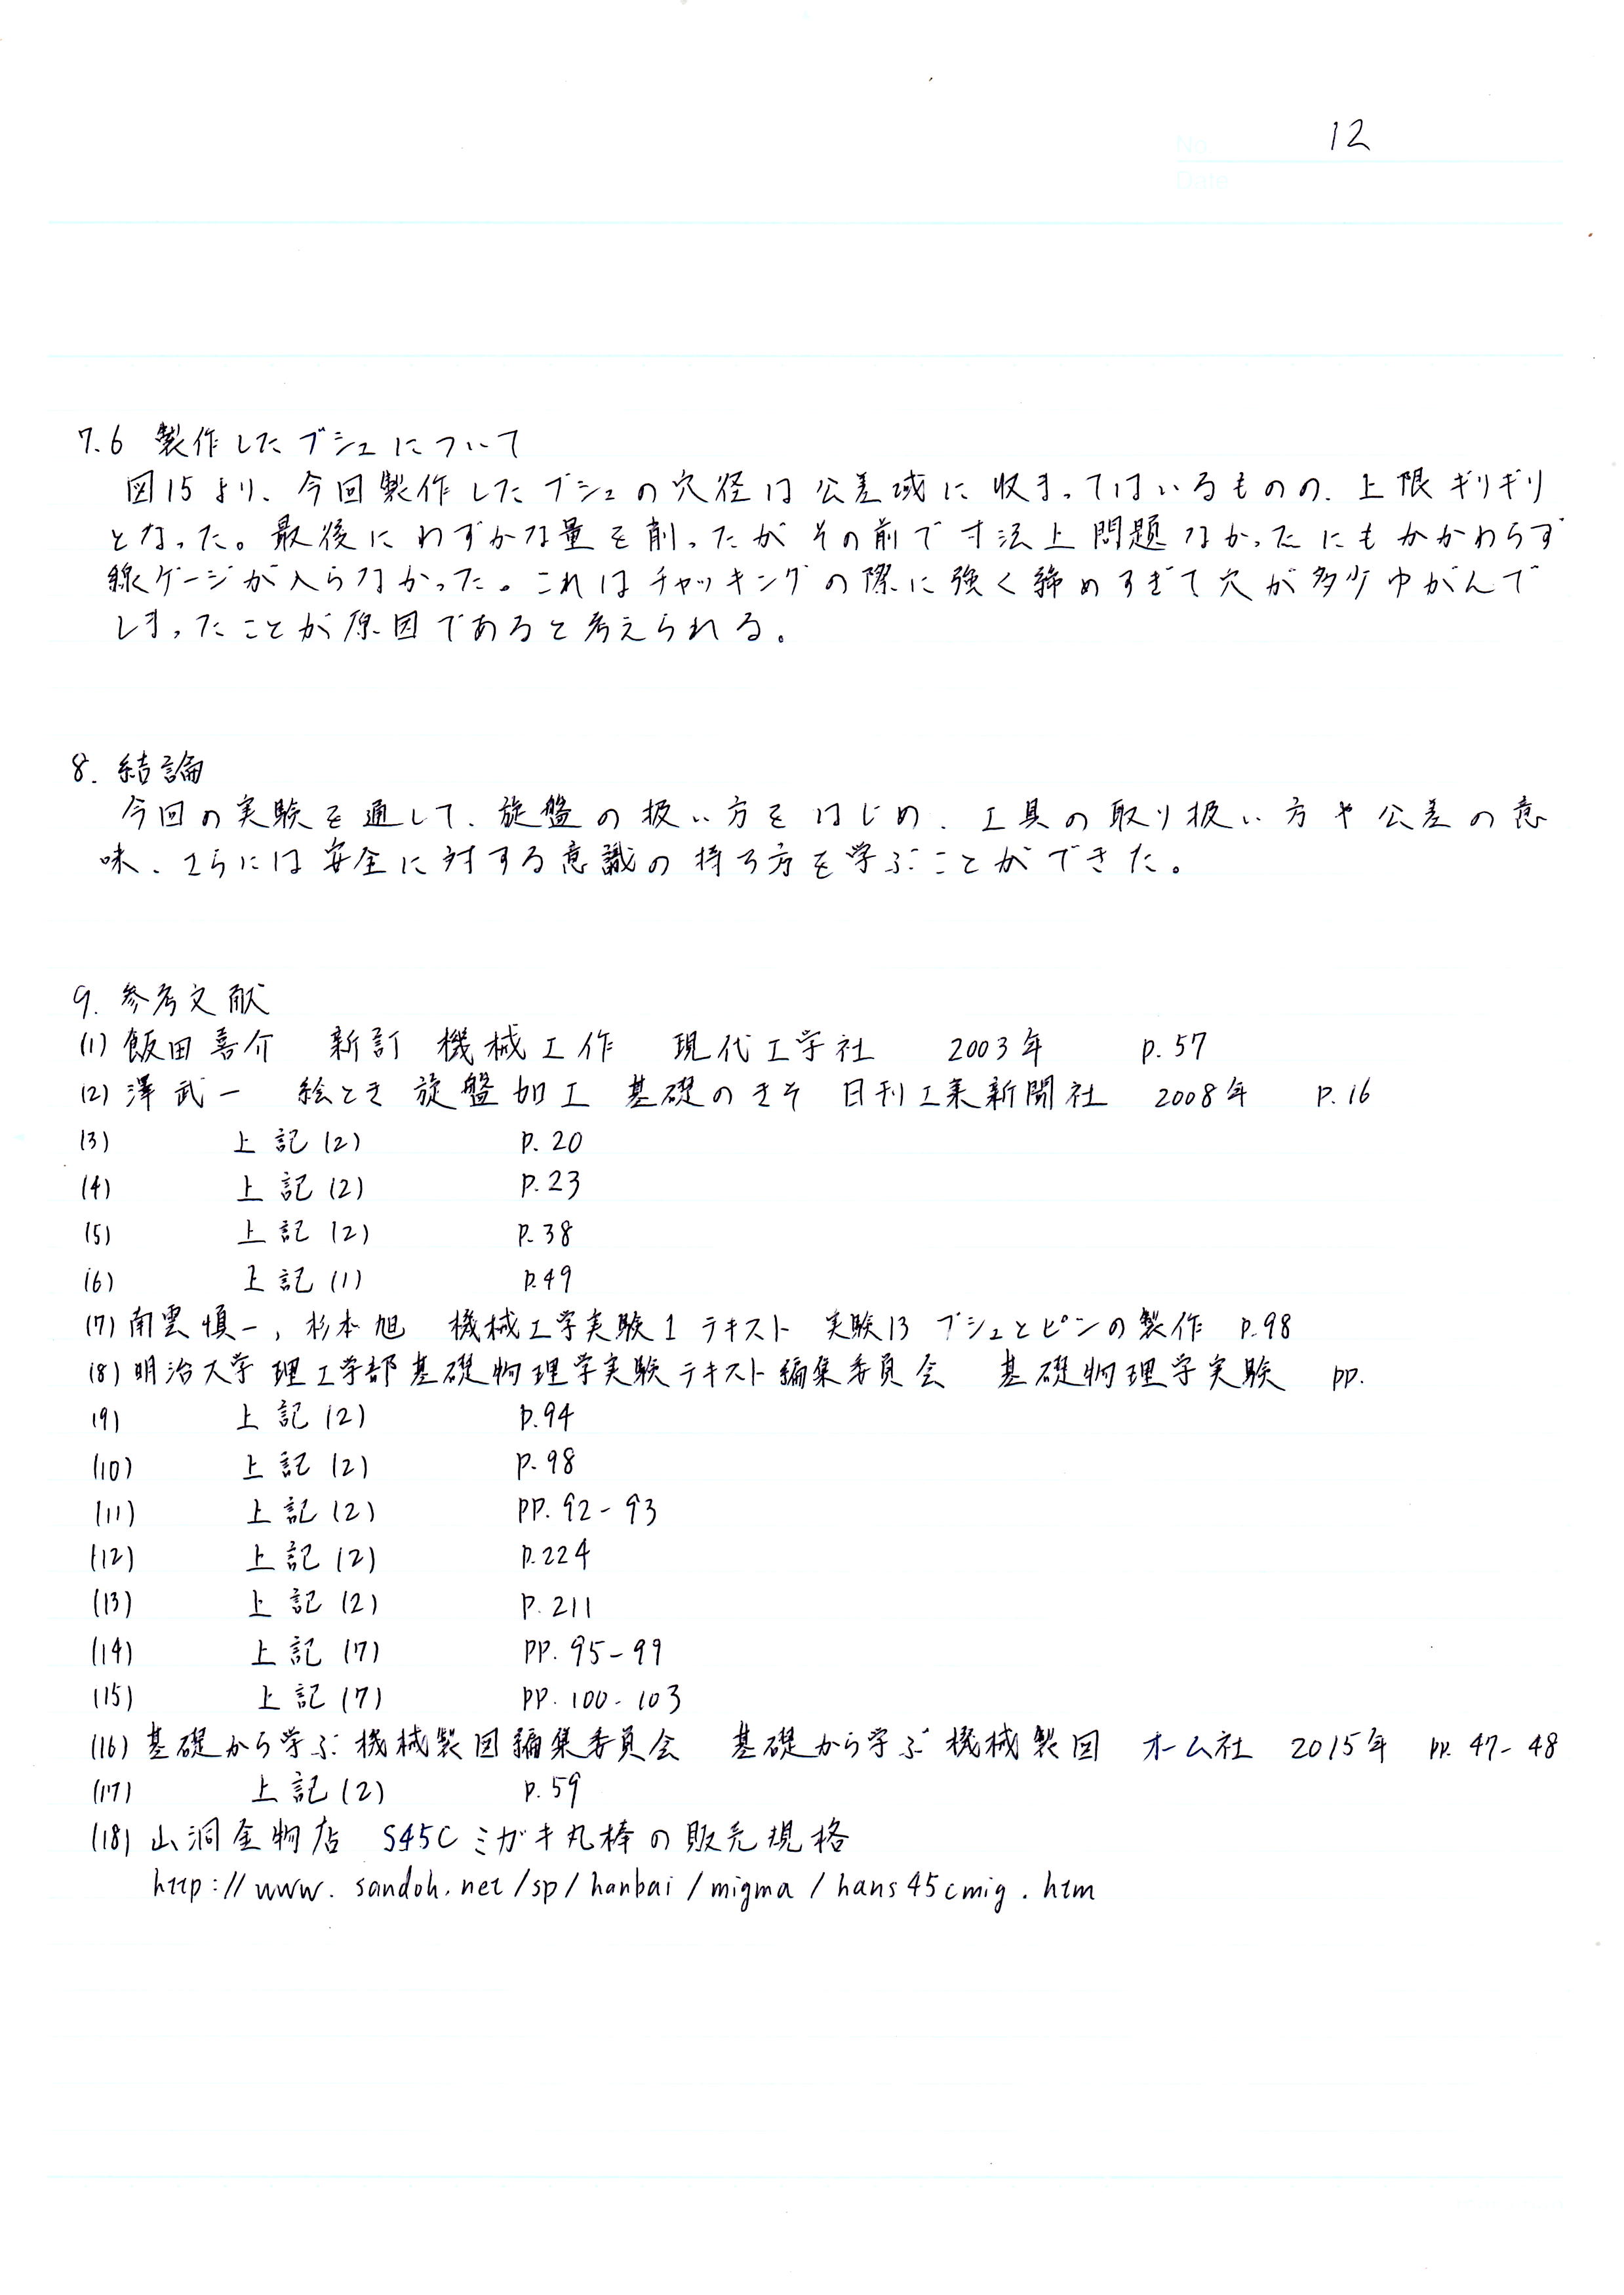 No. 12
Date
7.6 製作したブシュについて
図15より、今回製作したブシュの穴径は公差域に収まってはいるものの、上限ギリギリ
となった。最後にわずかな量を削ったがその前で寸法上問題なかったにもかかわらず
線ゲージが入らなかった。これはチャッキングの際に強く締めすぎて穴が多少ゆがんで
しまったことが原因であると考えられる。
8. 結論
今回の実験を通して、旋盤の扱い方をはじめ、工具の取り扱い方や公差の意
味、さらには安全に対する意識の持ち方を学ぶことができた。
9. 参考文献
(1) 飯田喜介 新訂 機械工作 現代工学社 2003年 p.57
(2) 澤武一 絵とき 旋盤加工 基礎のきそ 日刊工業新聞社 2008年 p.16
(3) 上記(2) p.20
(4) 上記(2) p.23
(5) 上記(2) p.38
(6) 上記(1) p.49
(7) 南雲慎一, 杉本旭 機械工学実験1 テキスト 実験13 ブシュとピンの製作 p.98
(8) 明治大学理工学部基礎物理学実験テキスト編集委員会 基礎物理学実験 pp.
(9) 上記(2) p.94
(10) 上記(2) p.98
(11) 上記(2) pp.92-93
(12) 上記(2) p.224
(13) 上記(2) p.211
(14) 上記(7) pp.95-99
(15) 上記(7) pp.100-103
(16) 基礎から学ぶ機械製図編集委員会 基礎から学ぶ機械製図 オーム社 2015年 pp.47-48
(17) 上記(2) p.59
(18) 山洞金物店 S45Cミガキ丸棒の販売規格
http://www.sandoh.net/sp/hanbai/migma/hans45cmig.htm